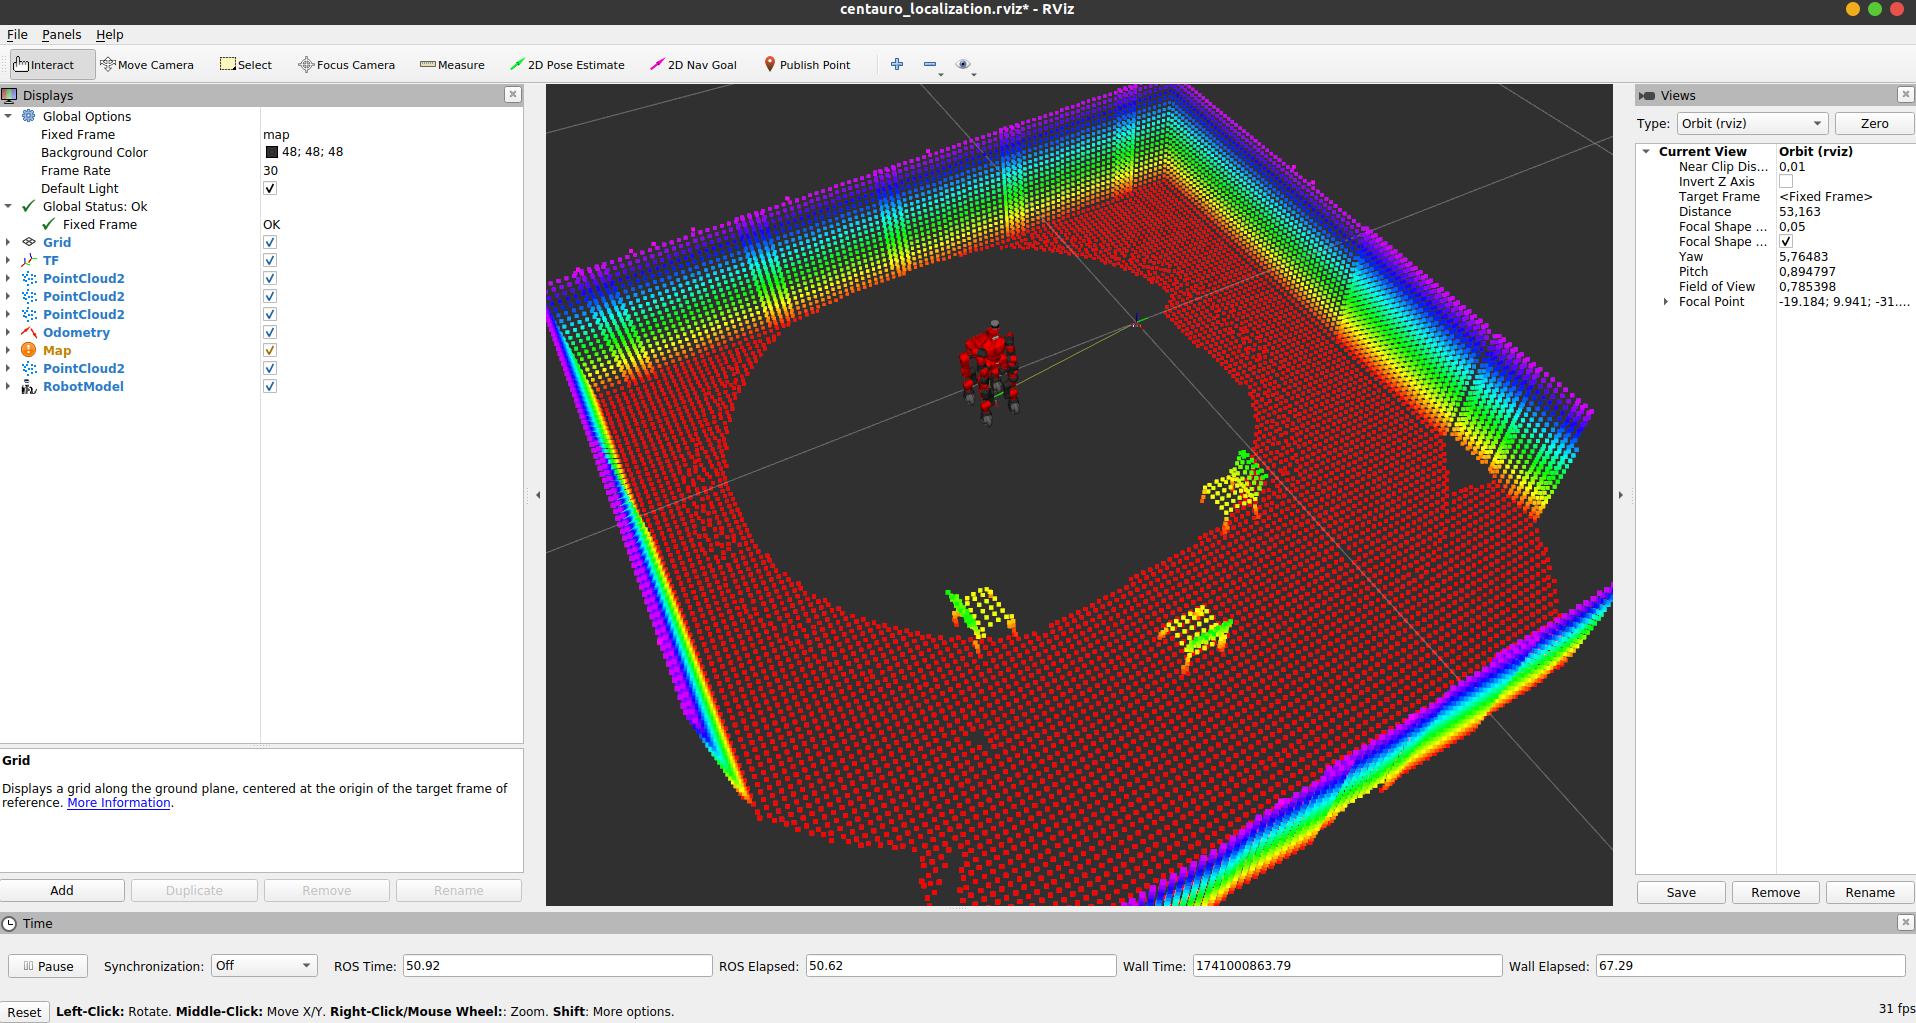 centauro_localization.rviz* - RViz
File Panels Help
Interact Move Camera Select Focus Camera Measure 2D Pose Estimate 2D Nav Goal Publish Point
Displays
Global Options
Fixed Frame map
Background Color 48; 48; 48
Frame Rate 30
Default Light
Global Status: Ok
Fixed Frame OK
Grid
TF
PointCloud2
PointCloud2
PointCloud2
Odometry
Map
PointCloud2
RobotModel
Grid
Displays a grid along the ground plane, centered at the origin of the target frame of
reference. More Information.
Add Duplicate Remove Rename
Views
Type: Orbit (rviz) Zero
Current View Orbit (rviz)
Near Clip Dis... 0,01
Invert Z Axis
Target Frame <Fixed Frame>
Distance 53,163
Focal Shape ... 0,05
Focal Shape ...
Yaw 5,76483
Pitch 0,894797
Field of View 0,785398
Focal Point -19.184; 9.941; -31....
Save Remove Rename
Time
Pause Synchronization: Off ROS Time: 50.92 ROS Elapsed: 50.62 Wall Time: 1741000863.79 Wall Elapsed: 67.29
Reset Left-Click: Rotate. Middle-Click: Move X/Y. Right-Click/Mouse Wheel:: Zoom. Shift: More options. 31 fps